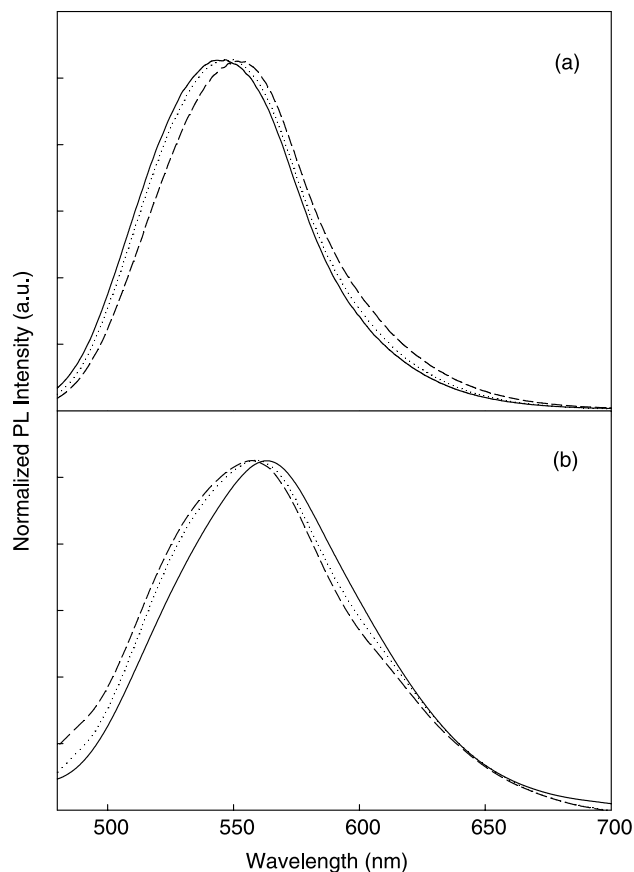 (a)
(b)
Normalized PL Intensity (a.u.)
500 550 600 650 700
Wavelength (nm)